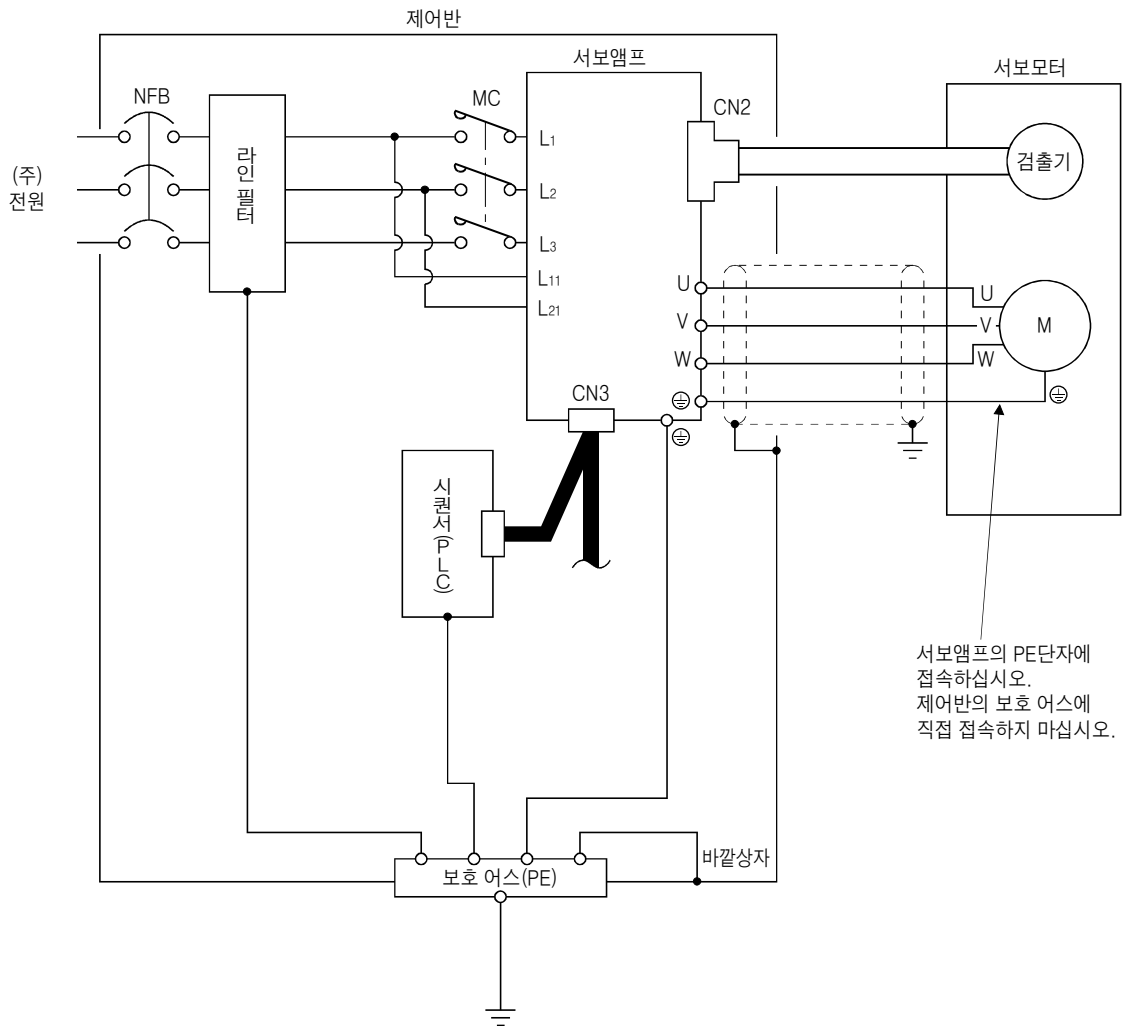 제어반
서보앰프
서보모터
NFB
MC
CN2
(주)
전원
라인 필터
L1
L2
L3
L11
L21
검출기
U
V
W
U
V
W
M
CN3
시퀀서(PLC)
서보앰프의 PE단자에
접속하십시오.
제어반의 보호 어스에
직접 접속하지 마십시오.
바깥상자
보호 어스(PE)